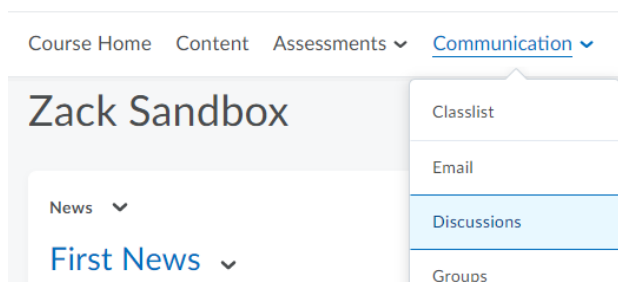 Course Home Content Assessments Communication
Zack Sandbox
Classlist
Email
News
Discussions
First News
Groups